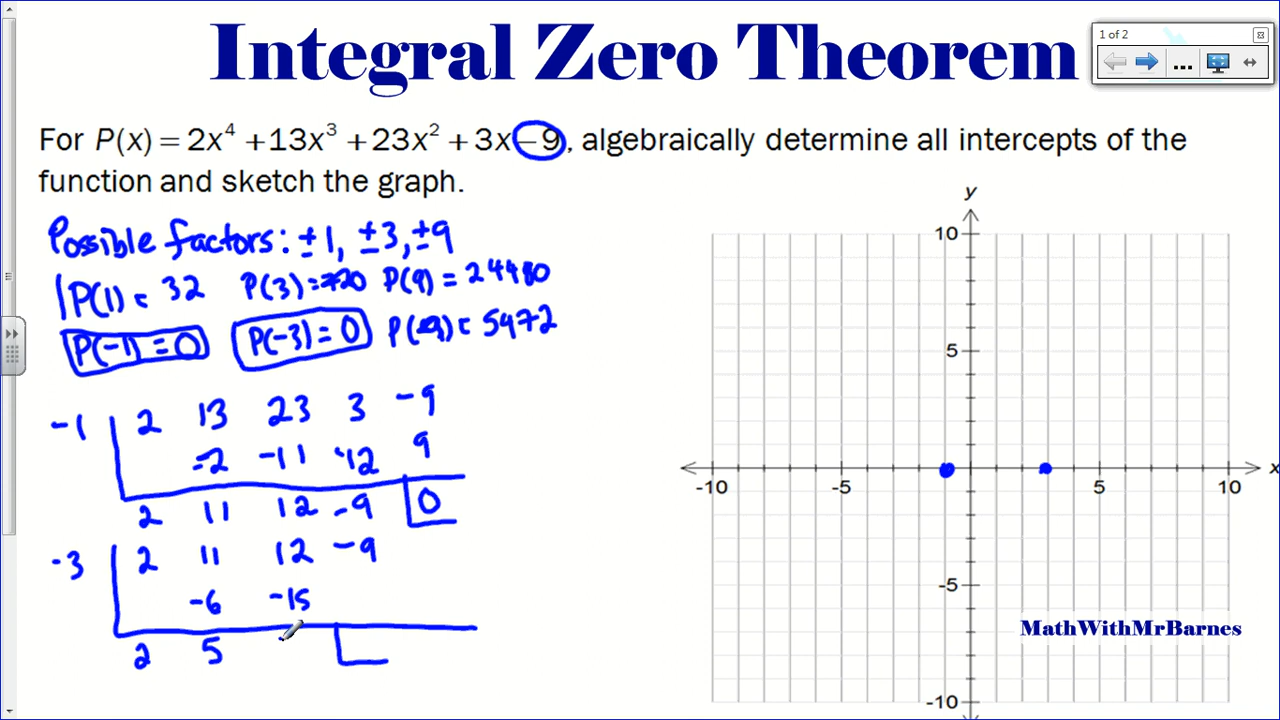 Integral Zero Theorem
1 of 2
For P(x) = 2x⁴ + 13x³ + 23x² + 3x − 9, algebraically determine all intercepts of the
function and sketch the graph.
Possible factors: ±1, ±3, ±9
P(1) = 32 P(3) = 720 P(9) = 24480
P(-1) = 0 P(-3) = 0 P(-9) = 5472
-1 2 13 23 3 -9
-2 -11 -12 9
2 11 12 -9 0
-3 2 11 12 -9
-6 -15
2 5
y
10
5
-10 -5 5 10 x
-5
MathWithMrBarnes
-10